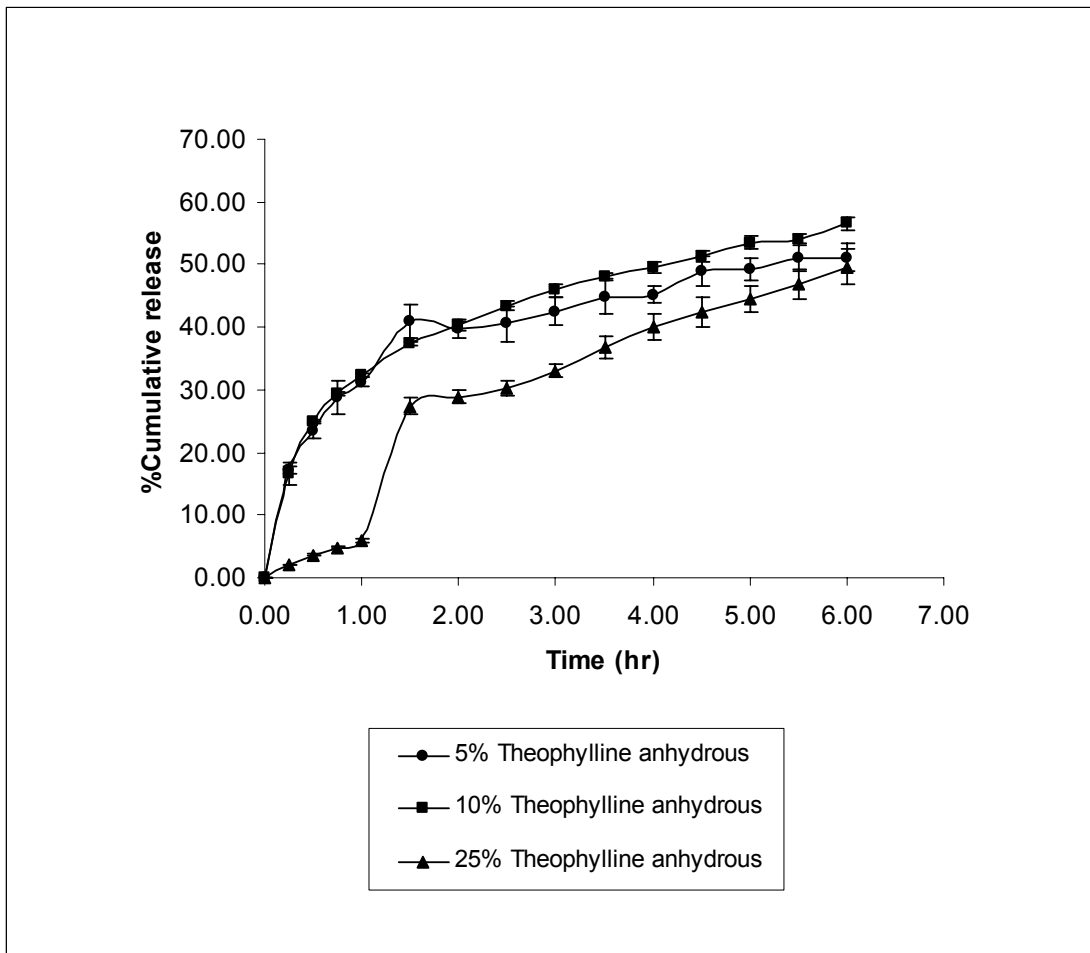 70.00
60.00
50.00
40.00
30.00
20.00
10.00
0.00
%Cumulative release
0.00 1.00 2.00 3.00 4.00 5.00 6.00 7.00
Time (hr)
5% Theophylline anhydrous
10% Theophylline anhydrous
25% Theophylline anhydrous